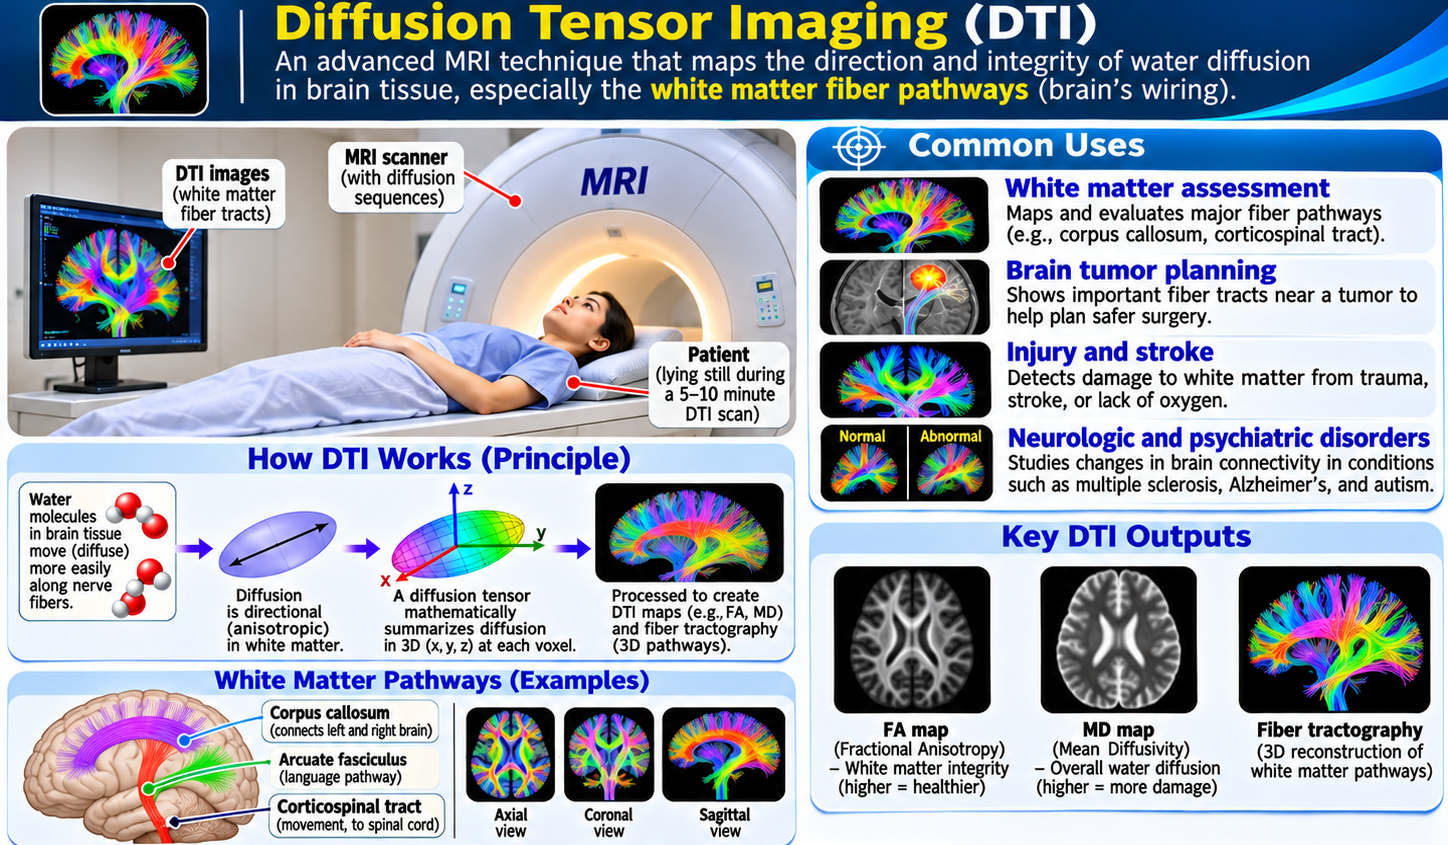 Diffusion Tensor Imaging (DTI)
An advanced MRI technique that maps the direction and integrity of water diffusion
in brain tissue, especially the white matter fiber pathways (brain's wiring).
DTI images
(white matter
fiber tracts)
MRI scanner
(with diffusion
sequences)
MRI
Patient
(lying still during
a 5–10 minute
DTI scan)
How DTI Works (Principle)
Water
molecules
in brain tissue
move (diffuse)
more easily
along nerve
fibers.
Diffusion
is directional
(anisotropic)
in white matter.
z
y
x
A diffusion tensor
mathematically
summarizes diffusion
in 3D (x, y, z) at each voxel.
Processed to create
DTI maps (e.g., FA, MD)
and fiber tractography
(3D pathways).
White Matter Pathways (Examples)
Corpus callosum
(connects left and right brain)
Arcuate fasciculus
(language pathway)
Corticospinal tract
(movement, to spinal cord)
Axial
view
Coronal
view
Sagittal
view
Common Uses
White matter assessment
Maps and evaluates major fiber pathways
(e.g., corpus callosum, corticospinal tract).
Brain tumor planning
Shows important fiber tracts near a tumor to
help plan safer surgery.
Injury and stroke
Detects damage to white matter from trauma,
stroke, or lack of oxygen.
Normal
Abnormal
Neurologic and psychiatric disorders
Studies changes in brain connectivity in conditions
such as multiple sclerosis, Alzheimer's, and autism.
Key DTI Outputs
FA map
(Fractional Anisotropy)
– White matter integrity
(higher = healthier)
MD map
(Mean Diffusivity)
– Overall water diffusion
(higher = more damage)
Fiber tractography
(3D reconstruction of
white matter pathways)